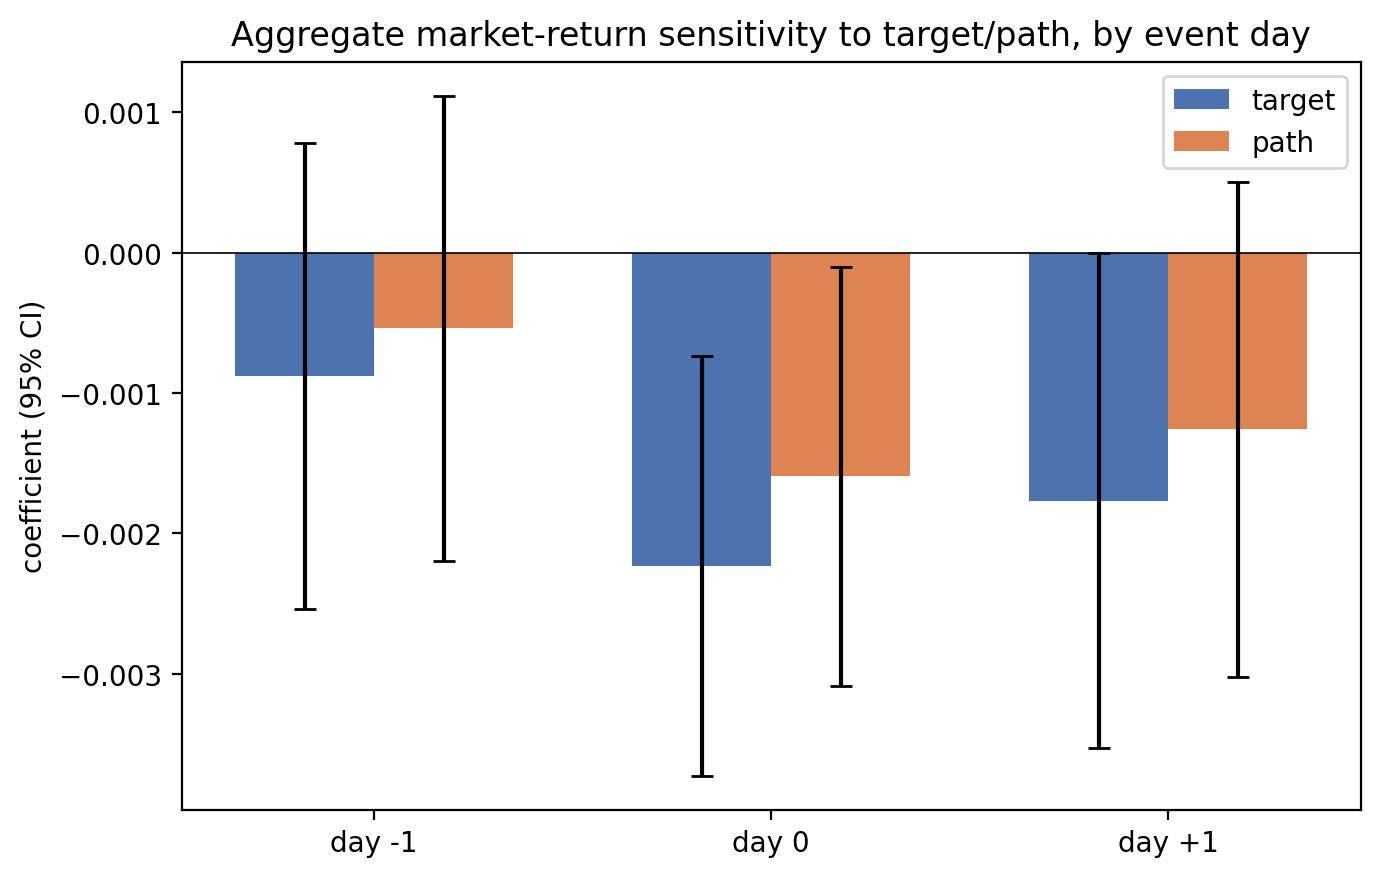 Aggregate market-return sensitivity to target/path, by event day
target
path
0.001
0.000
−0.001
−0.002
−0.003
coefficient (95% CI)
day -1
day 0
day +1